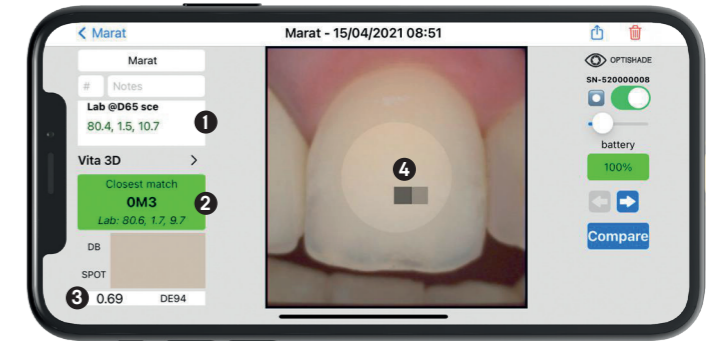 Marat
Marat - 15/04/2021 08:51
Marat
#
Notes
Lab @D65 sce
80.4, 1.5, 10.7
1
Vita 3D
Closest match
0M3
Lab: 80.6, 1.7, 9.7
2
DB
SPOT
3
0.69
DE94
4
OPTISHADE
SN-520000008
battery
100%
Compare